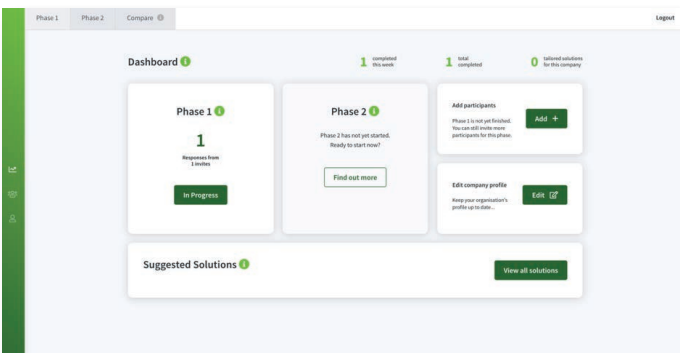 Phase 1 Phase 2 Compare Logout
Dashboard
1 completed this week
1 total completed
0 tailored solutions for this company
Phase 1
1
Responses from
1 invites
In Progress
Phase 2
Phase 2 has not yet started.
Ready to start now?
Find out more
Add participants
Phase 1 is not yet finished.
You can still invite more
participants for this phase.
Add +
Edit company profile
Keep your organisation's
profile up to date...
Edit
Suggested Solutions
View all solutions